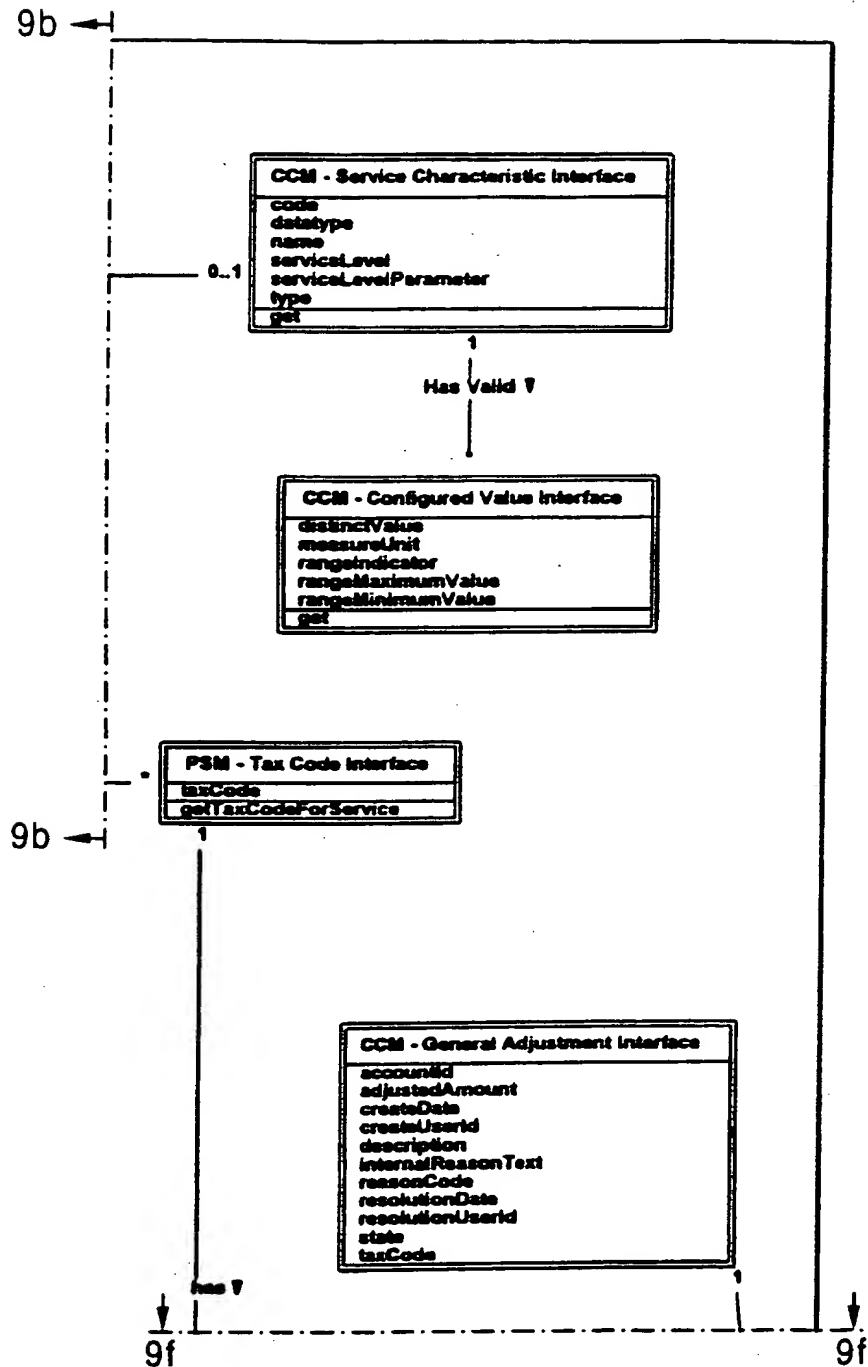 9b
CCM - Service Characteristic Interface
code
datatype
name
serviceLevel
0..1
serviceLevelParameter
type
get
1
Has Valid ▼
*
CCM - Configured Value Interface
distinctValue
measureUnit
rangeIndicator
rangeMaximumValue
rangeMinimumValue
get
PSM - Tax Code Interface
*
taxCode
getTaxCodeForService
9b
1
CCM - General Adjustment Interface
accountId
adjustedAmount
createDate
createUserId
description
internalReasonText
reasonCode
resolutionDate
resolutionUserId
state
taxCode
has ▼
1
9f
9f